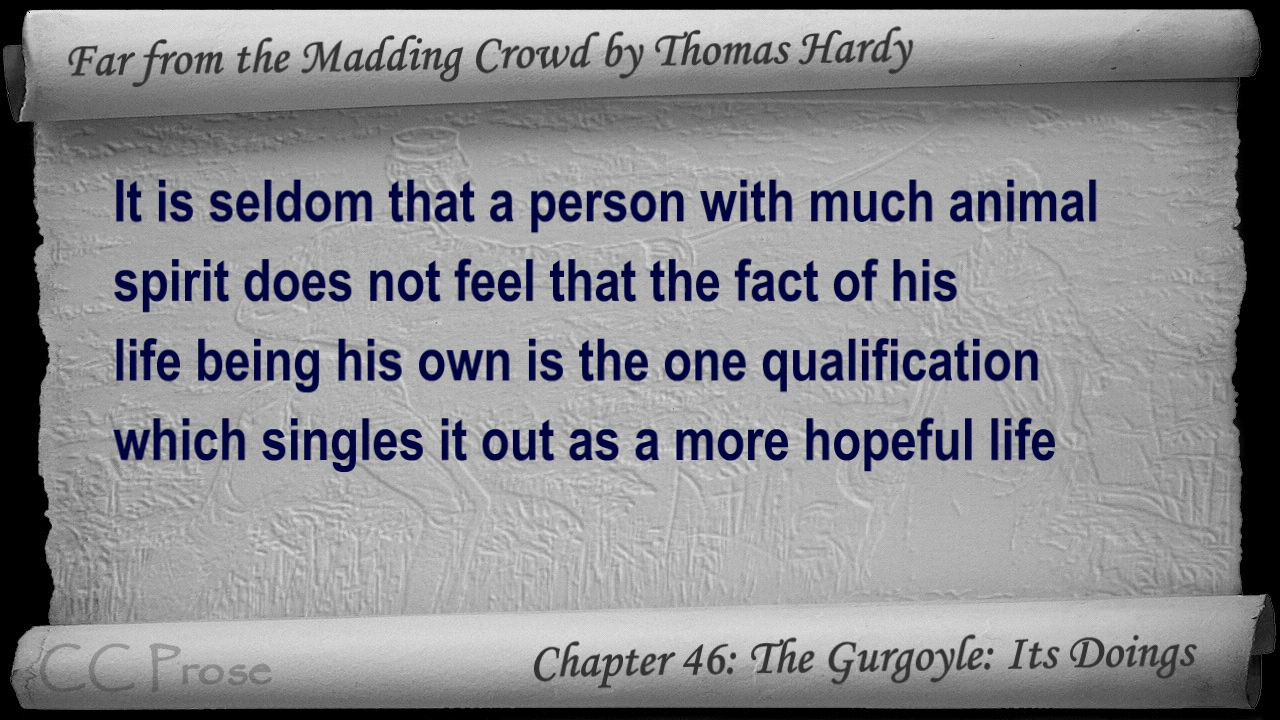 Far from the Madding Crowd by Thomas Hardy
It is seldom that a person with much animal
spirit does not feel that the fact of his
life being his own is the one qualification
which singles it out as a more hopeful life
CC Prose
Chapter 46: The Gurgoyle: Its Doings